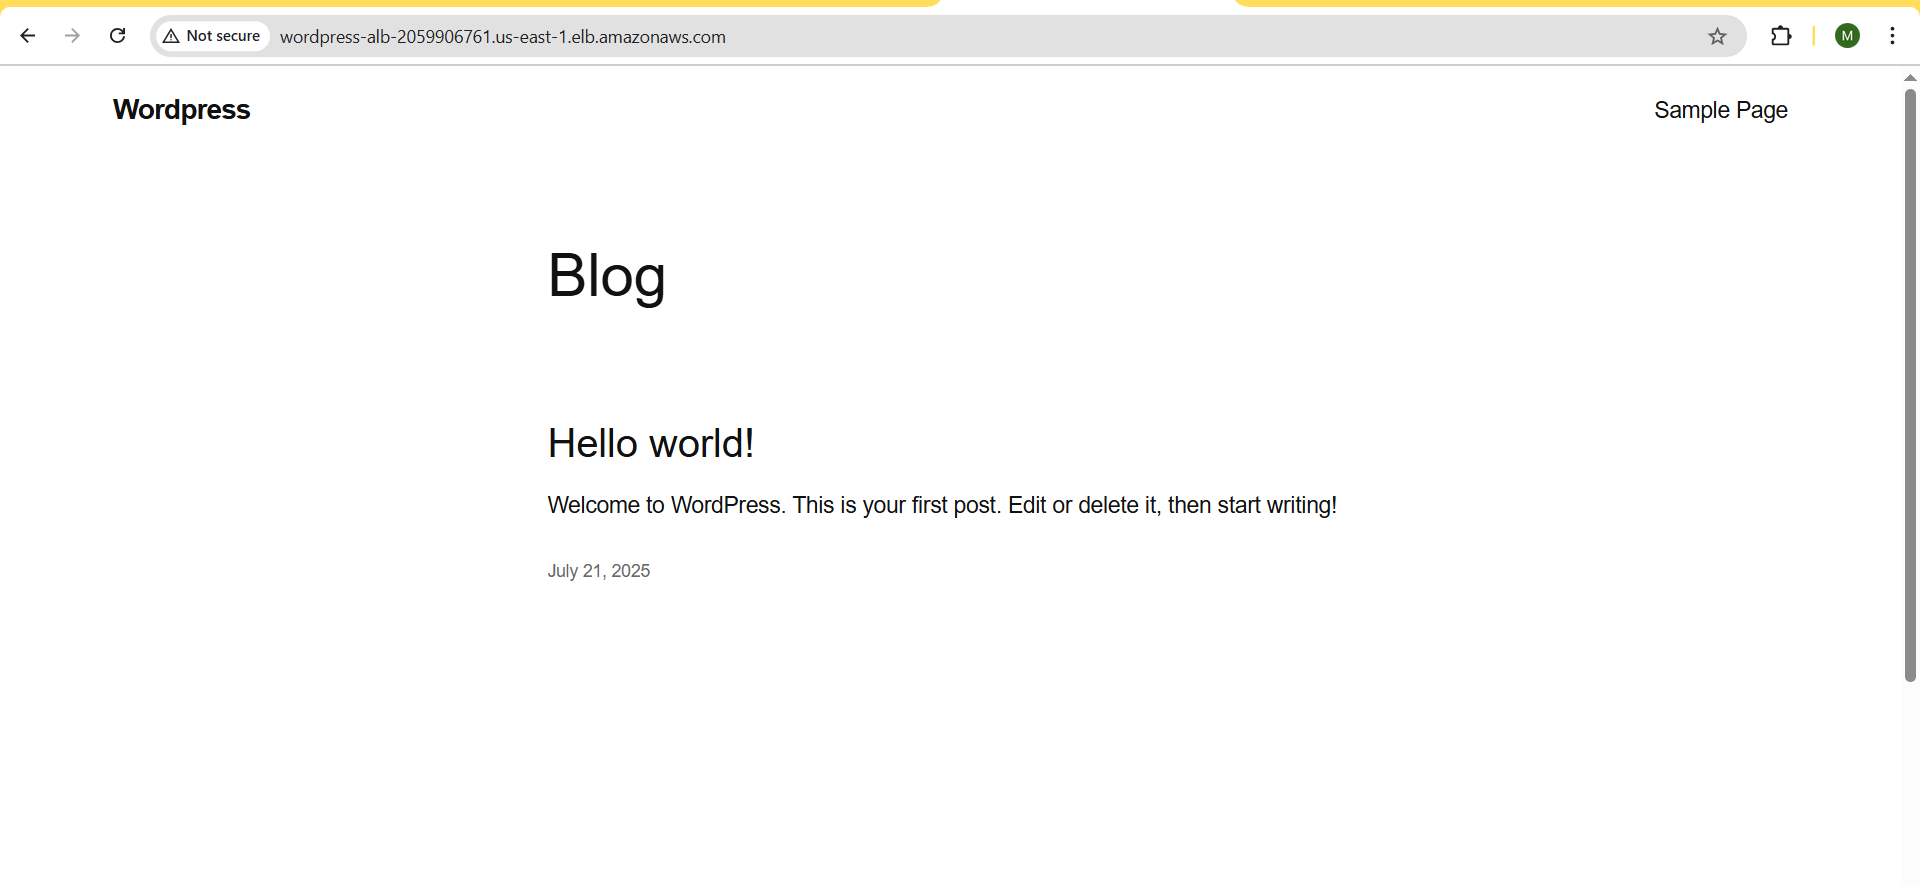 Not secure
wordpress-alb-2059906761.us-east-1.elb.amazonaws.com
M
Wordpress
Sample Page
Blog
Hello world!
Welcome to WordPress. This is your first post. Edit or delete it, then start writing!
July 21, 2025